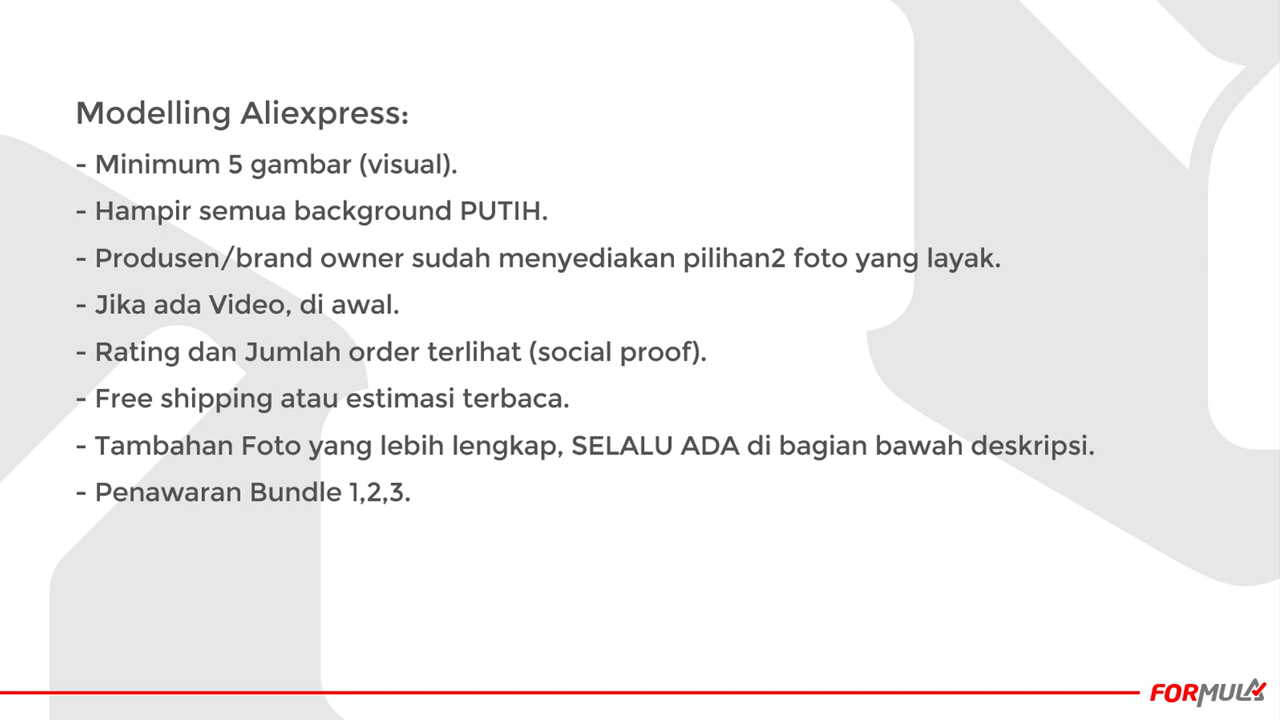 Modelling Aliexpress:
- Minimum 5 gambar (visual).
- Hampir semua background PUTIH.
- Produsen/brand owner sudah menyediakan pilihan2 foto yang layak.
- Jika ada Video, di awal.
- Rating dan Jumlah order terlihat (social proof).
- Free shipping atau estimasi terbaca.
- Tambahan Foto yang lebih lengkap, SELALU ADA di bagian bawah deskripsi.
- Penawaran Bundle 1,2,3.
FORMULA